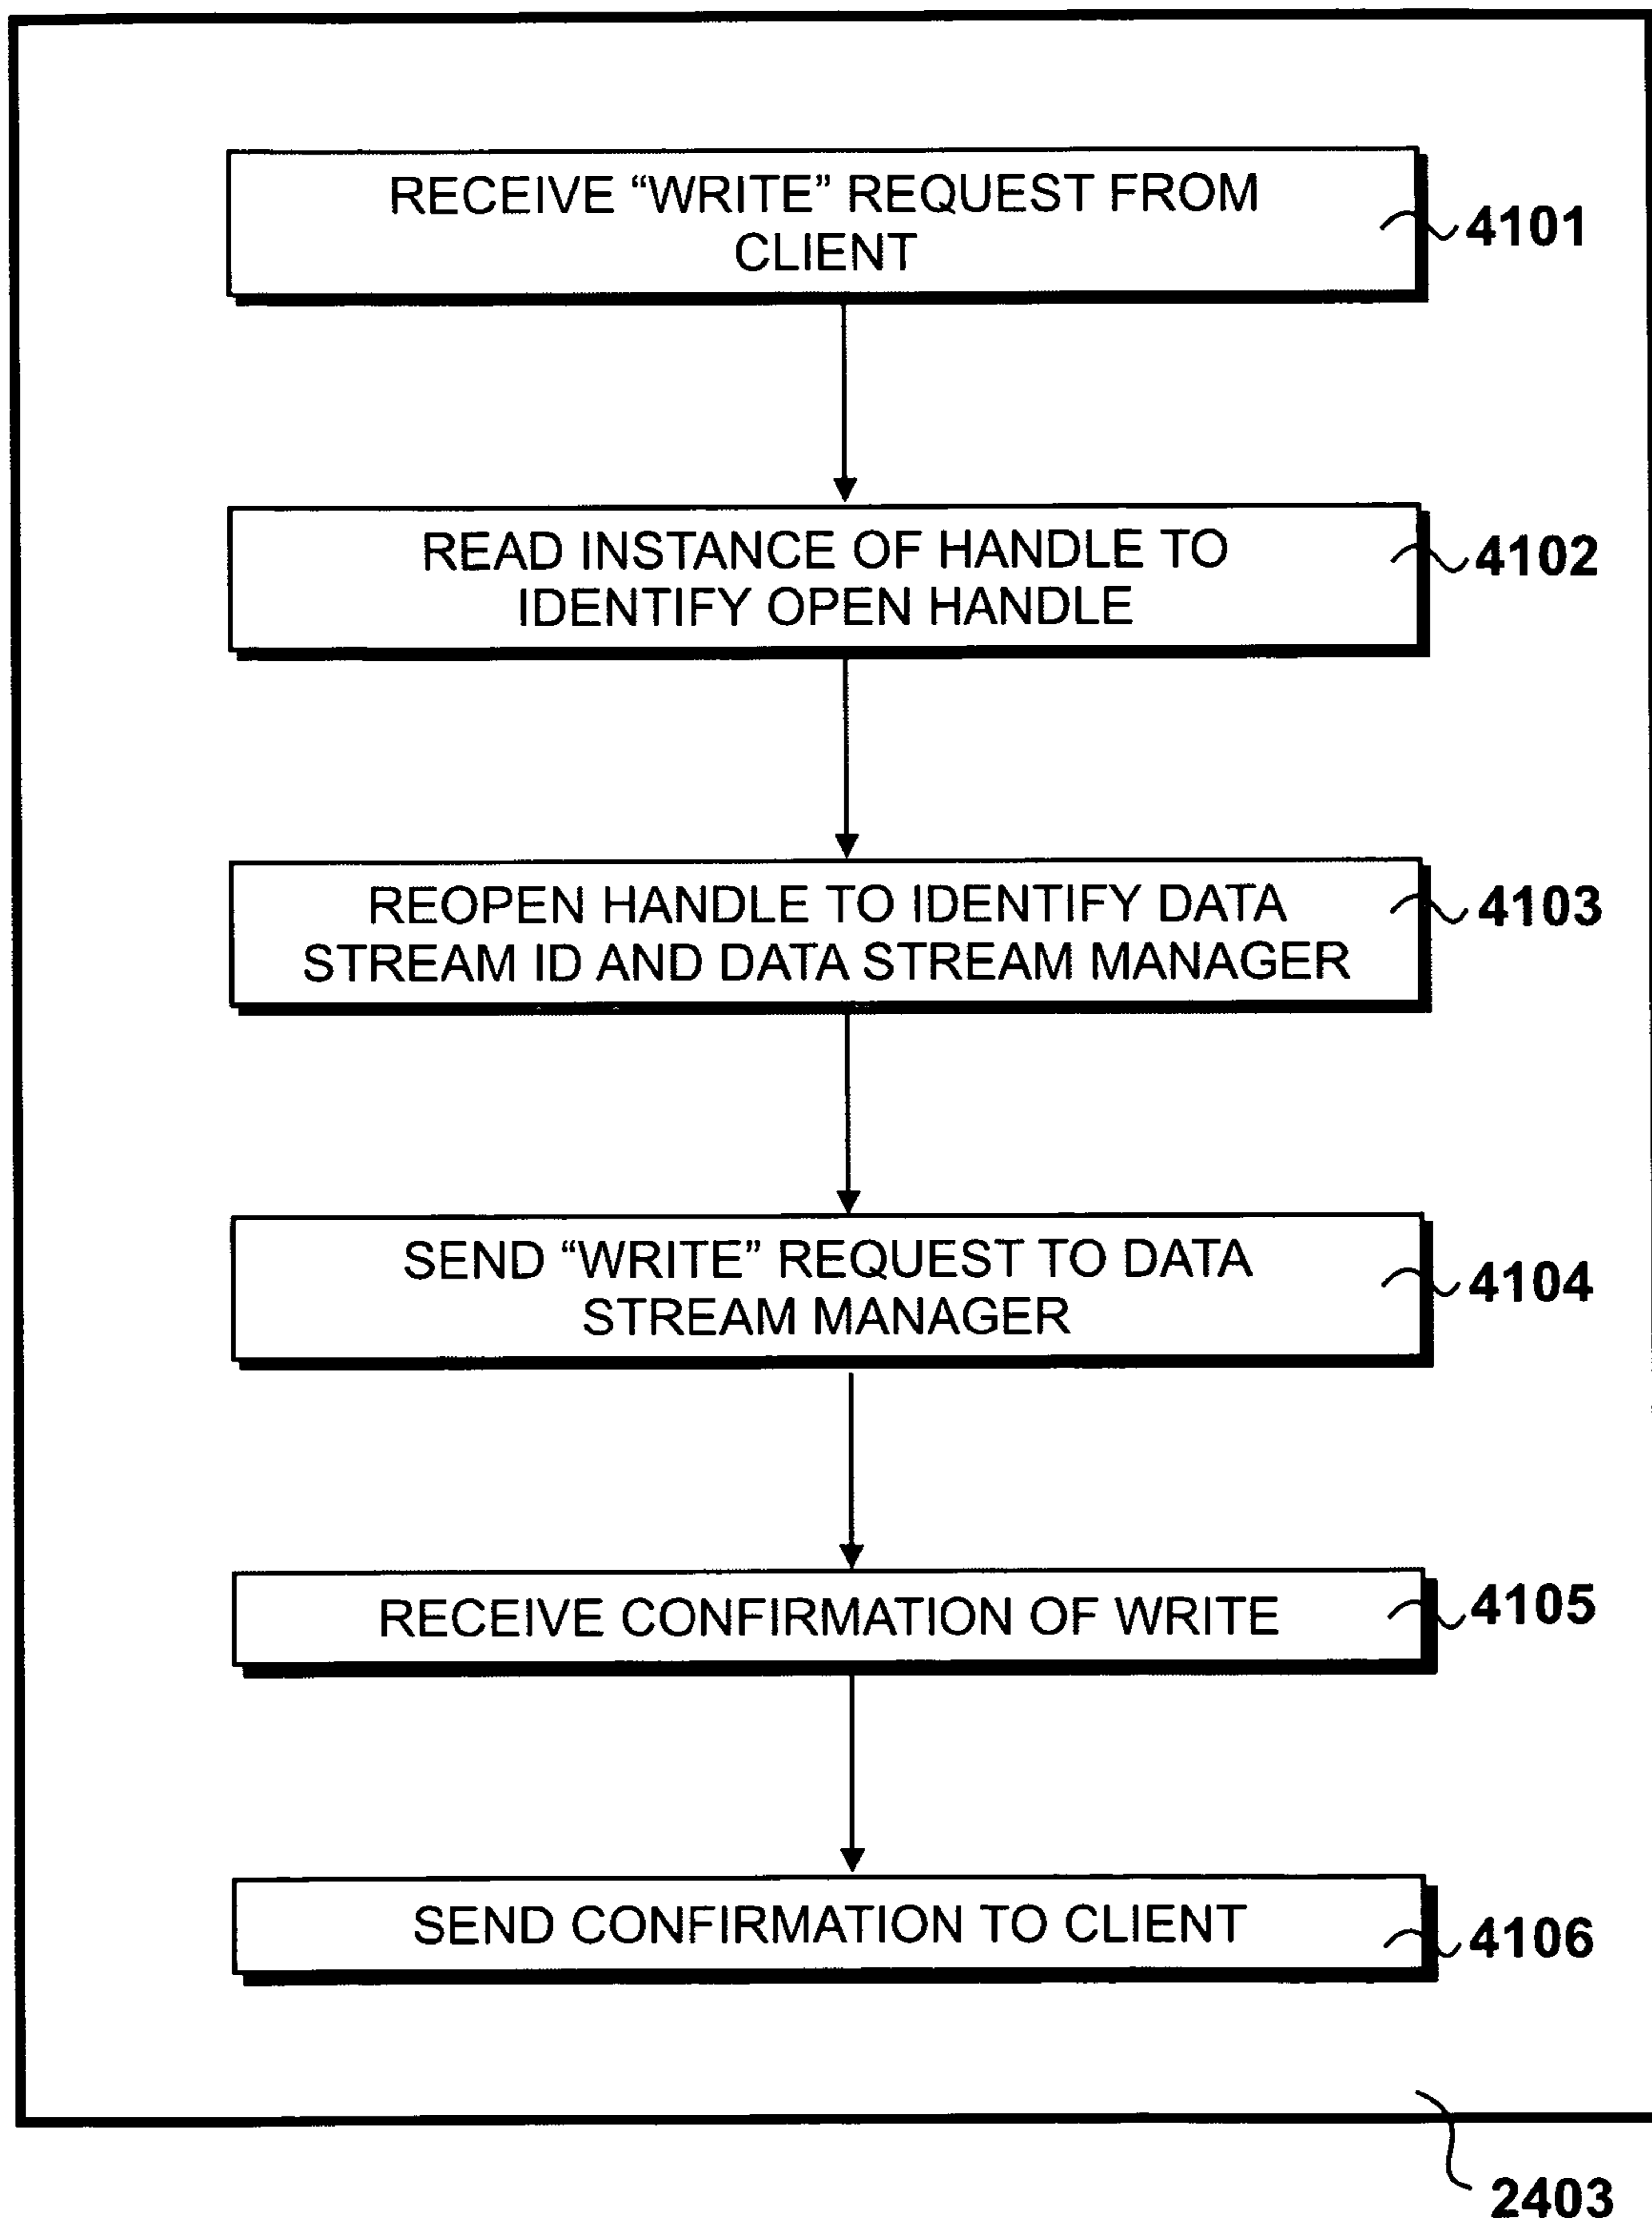 RECEIVE “WRITE” REQUEST FROM
CLIENT
4101
READ INSTANCE OF HANDLE TO
IDENTIFY OPEN HANDLE
4102
REOPEN HANDLE TO IDENTIFY DATA
STREAM ID AND DATA STREAM MANAGER
4103
SEND “WRITE” REQUEST TO DATA
STREAM MANAGER
4104
RECEIVE CONFIRMATION OF WRITE
4105
SEND CONFIRMATION TO CLIENT
4106
2403